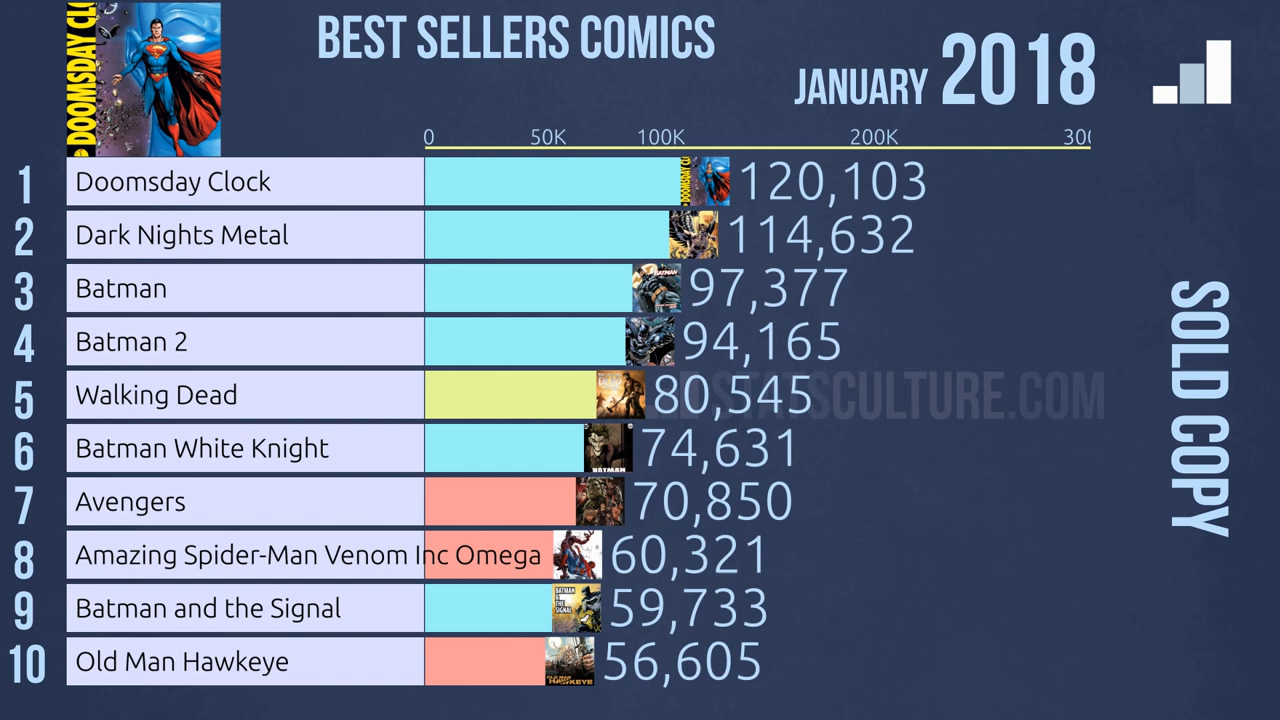 DOOMSDAY CL
BEST SELLERS COMICS
JANUARY 2018
0 50K 100K 200K 300
1 Doomsday Clock 120,103
2 Dark Nights Metal 114,632
3 Batman 97,377
4 Batman 2 94,165
5 Walking Dead 80,545
6 Batman White Knight 74,631
7 Avengers 70,850
8 Amazing Spider-Man Venom Inc Omega 60,321
9 Batman and the Signal 59,733
10 Old Man Hawkeye 56,605
SOLD COPY